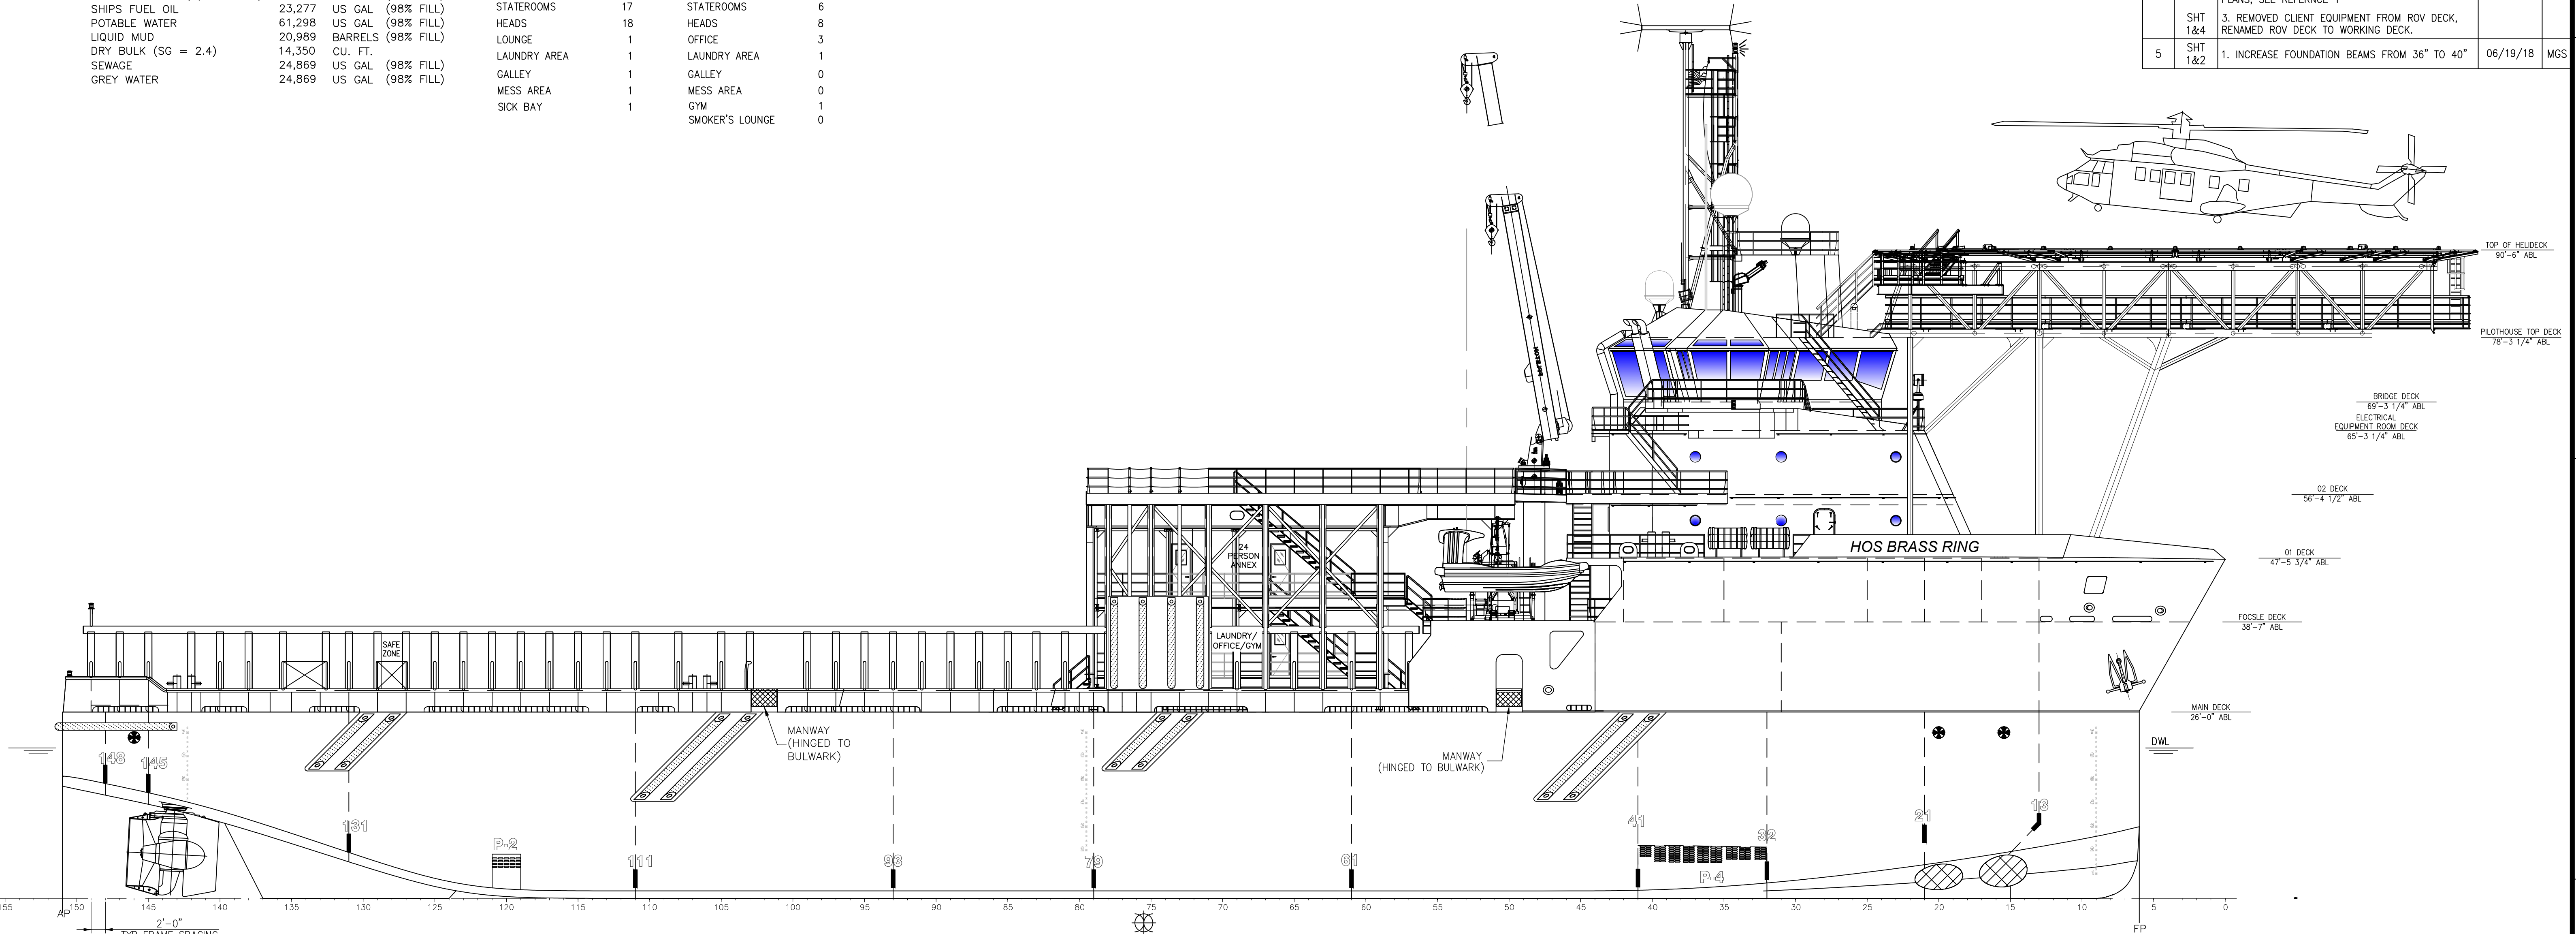 SHIPS FUEL OIL 23,277 US GAL (98% FILL)
POTABLE WATER 61,298 US GAL (98% FILL)
LIQUID MUD 20,989 BARRELS (98% FILL)
DRY BULK (SG = 2.4) 14,350 CU. FT.
SEWAGE 24,869 US GAL (98% FILL)
GREY WATER 24,869 US GAL (98% FILL)
STATEROOMS 17 STATEROOMS 6
HEADS 18 HEADS 8
LOUNGE 1 OFFICE 3
LAUNDRY AREA 1 LAUNDRY AREA 1
GALLEY 1 GALLEY 0
MESS AREA 1 MESS AREA 0
SICK BAY 1 GYM 1
SMOKER'S LOUNGE 0
PLANS, SEE REFERNCE
SHT 1&4 3. REMOVED CLIENT EQUIPMENT FROM ROV DECK,
RENAMED ROV DECK TO WORKING DECK.
5 SHT 1&2 1. INCREASE FOUNDATION BEAMS FROM 36" TO 40" 06/19/18 MGS
TOP OF HELIDECK
90'-6" ABL
PILOTHOUSE TOP DECK
78'-3 1/4" ABL
BRIDGE DECK
69'-3 1/4" ABL
ELECTRICAL
EQUIPMENT ROOM DECK
65'-3 1/4" ABL
02 DECK
56'-4 1/2" ABL
01 DECK
47'-5 3/4" ABL
FOCSLE DECK
38'-7" ABL
MAIN DECK
26'-0" ABL
DWL
HOS BRASS RING
24
PERSON
ANNEX
LAUNDRY/
OFFICE/GYM
SAFE
ZONE
MANWAY
(HINGED TO
BULWARK)
MANWAY
(HINGED TO BULWARK)
148 145 131 P-2 111 93 79 61 41 P-4 32 21 13
155 150 145 140 135 130 125 120 115 110 105 100 95 90 85 80 75 70 65 60 55 50 45 40 35 30 25 20 15 10 5 0
AP
FP
2'-0"
TYP FRAME SPACING